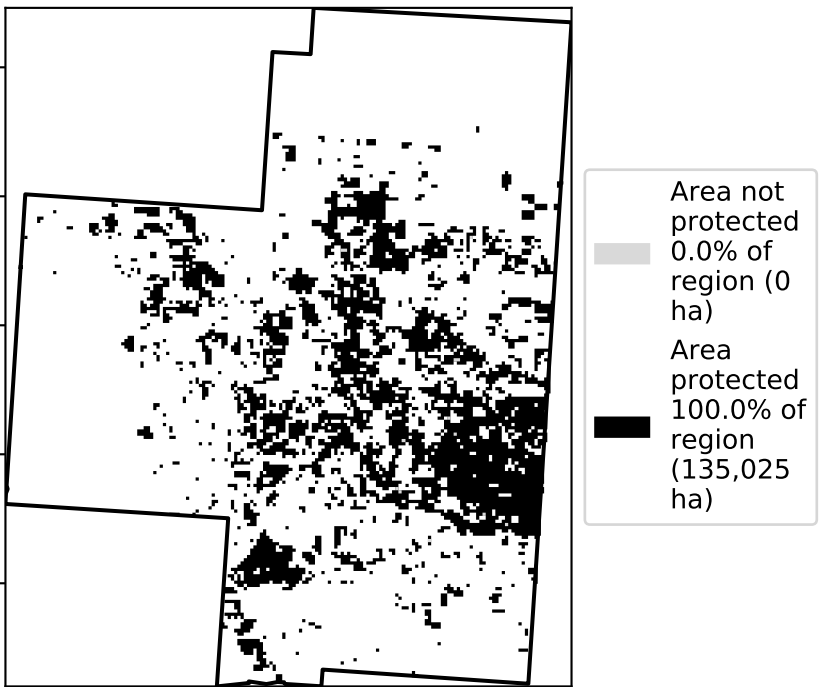 Area not
protected
0.0% of
region (0
ha)
Area
protected
100.0% of
region
(135,025
ha)